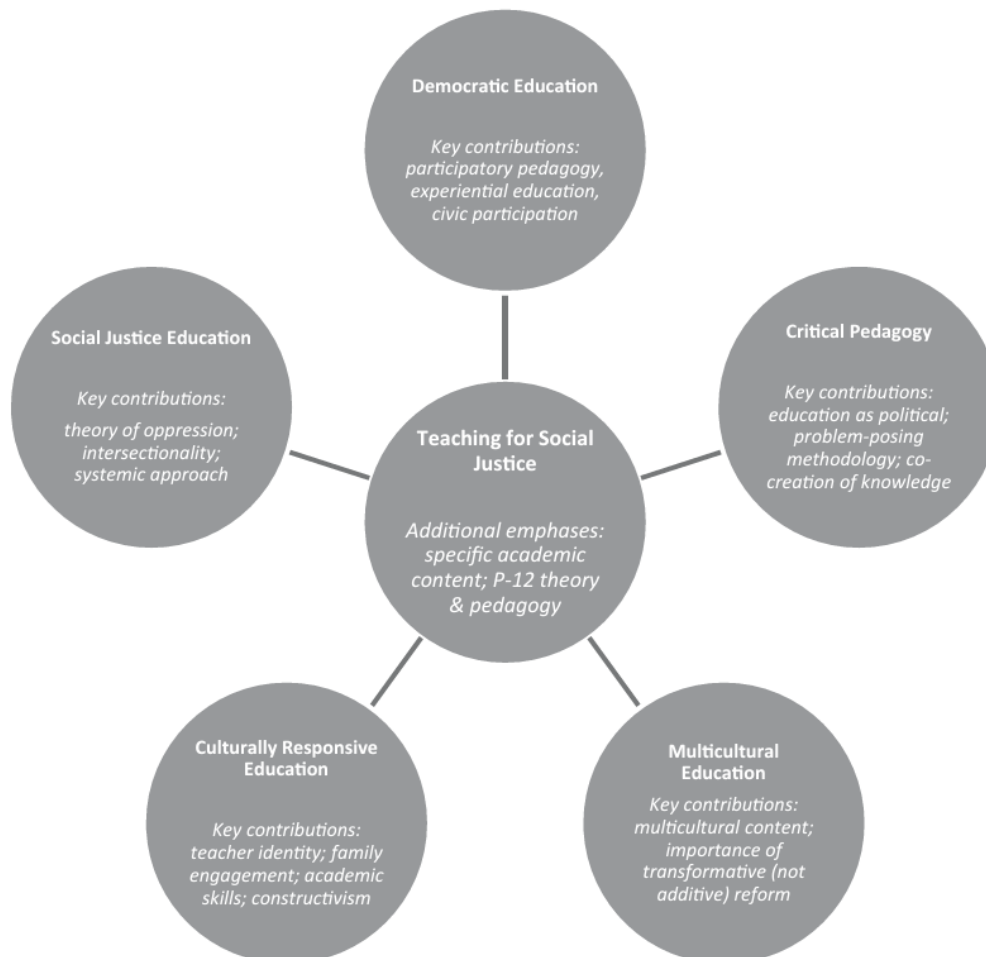 Democratic Education
Key contributions:
participatory pedagogy,
experiential education,
civic participation
Social Justice Education
Key contributions:
theory of oppression;
intersectionality;
systemic approach
Critical Pedagogy
Key contributions:
education as political;
problem-posing
methodology; co-
creation of knowledge
Teaching for Social
Justice
Additional emphases:
specific academic
content; P-12 theory
& pedagogy
Culturally Responsive
Education
Key contributions:
teacher identity; family
engagement; academic
skills; constructivism
Multicultural
Education
Key contributions:
multicultural content;
importance of
transformative (not
additive) reform